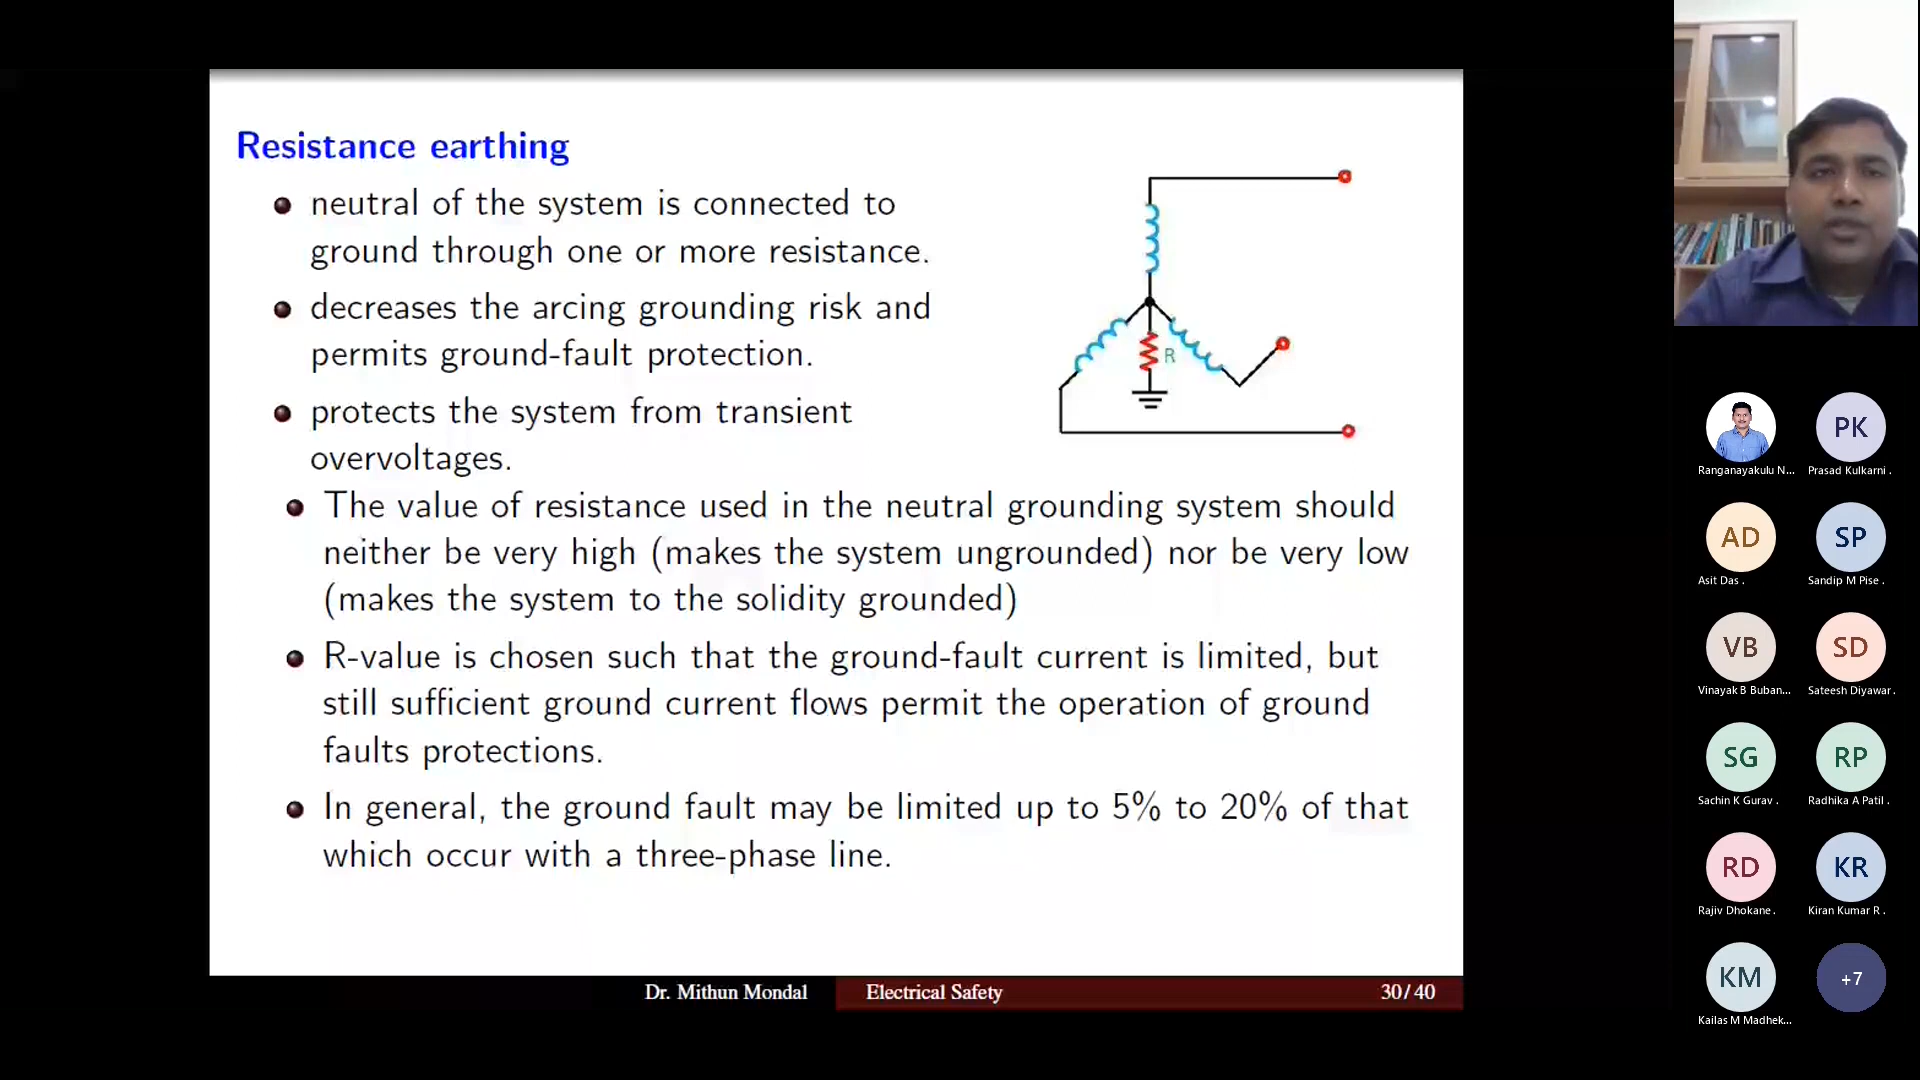 Resistance earthing
neutral of the system is connected to
ground through one or more resistance.
decreases the arcing grounding risk and
permits ground-fault protection.
protects the system from transient
overvoltages.
R
The value of resistance used in the neutral grounding system should
neither be very high (makes the system ungrounded) nor be very low
(makes the system to the solidity grounded)
R-value is chosen such that the ground-fault current is limited, but
still sufficient ground current flows permit the operation of ground
faults protections.
In general, the ground fault may be limited up to 5% to 20% of that
which occur with a three-phase line.
Dr. Mithun Mondal
Electrical Safety
30/40
Ranganayakulu N...
PK
Prasad Kulkarni .
AD
Asit Das .
SP
Sandip M Pise .
VB
Vinayak B Buban...
SD
Sateesh Diyawar .
SG
Sachin K Gurav .
RP
Radhika A Patil .
RD
Rajiv Dhokane .
KR
Kiran Kumar R .
KM
Kailas M Madhek...
+7